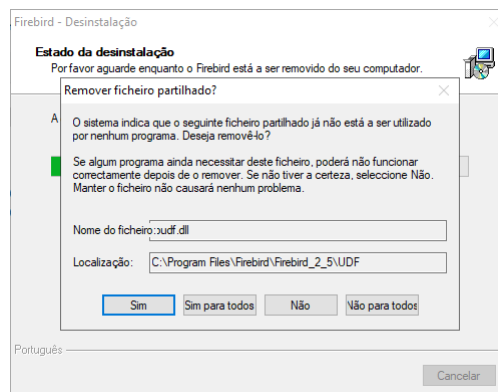 Firebird - Desinstalação
Estado da desinstalação
Por favor aguarde enquanto o Firebird está a ser removido do seu computador.
Remover ficheiro partilhado?
A
O sistema indica que o seguinte ficheiro partilhado já não está a ser utilizado
por nenhum programa. Deseja removê-lo?
Se algum programa ainda necessitar deste ficheiro, poderá não funcionar
correctamente depois de o remover. Se não tiver a certeza, seleccione Não.
Manter o ficheiro não causará nenhum problema.
Nome do ficheiro: udf.dll
Localização: C:\Program Files\Firebird\Firebird_2_5\UDF
Sim Sim para todos Não Não para todos
Português
Cancelar